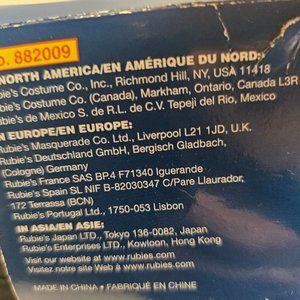 o. 882009
NORTH AMERICA/EN AMÉRIQUE DU NORD:
ubie's Costume Co., Inc., Richmond Hill, NY, USA 11418
ubie's Costume Co. (Canada), Markham, Ontario, Canada L3R
ubie's de Mexico S. de R.L. de C.V. Tepeji del Rio, Mexico
N EUROPE/EN EUROPE:
Rubie's Masquerade Co. Ltd., Liverpool L21 1JD, U.K.
Rubie's Deutschland GmbH, Bergisch Gladbach,
(Cologne) Germany
Rubie's France SAS BP.4 F71340 Iguerande
Rubie's Spain SL NIF B-82030347 C/Pare Llaurador,
172 Terrassa (BCN)
Rubie's Portugal Ltd., 1750-053 Lisbon
IN ASIA/EN ASIE:
Rubie's Japan LTD., Tokyo 136-0082, Japan
Rubie's Enterprises LTD., Kowloon, Hong Kong
Visit our website at www.rubies.com
Visitez notre site Web à www.rubies.com
MADE IN CHINA • FABRIQUÉ EN CHINE